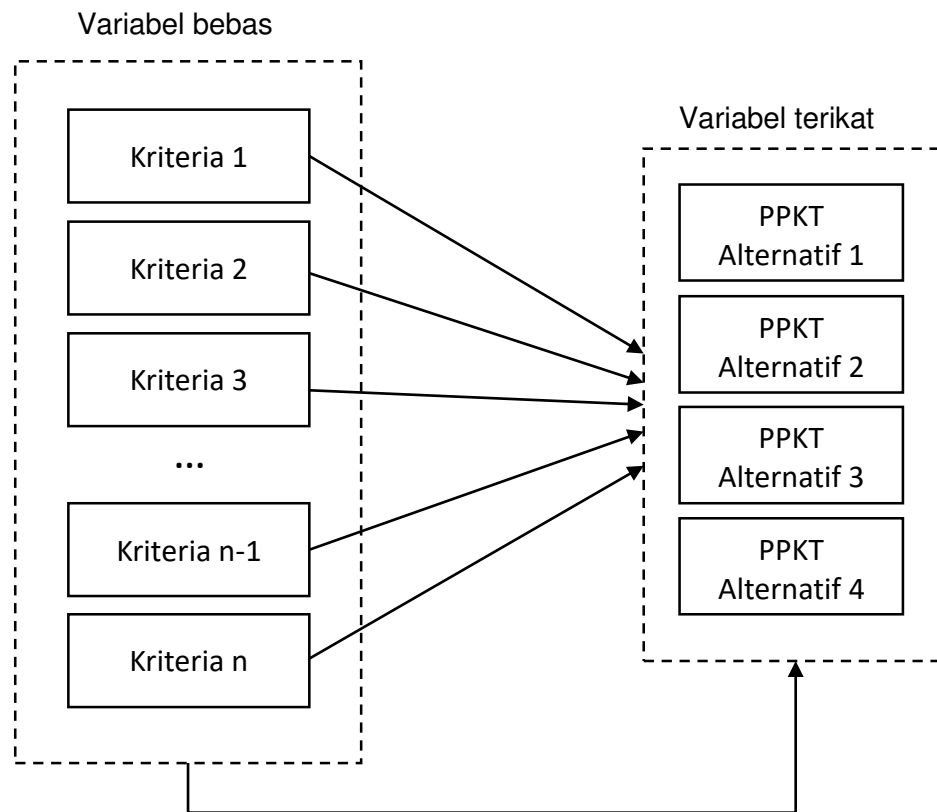 Variabel bebas
Kriteria 1
Kriteria 2
Kriteria 3
...
Kriteria n-1
Kriteria n
Variabel terikat
PPKT
Alternatif 1
PPKT
Alternatif 2
PPKT
Alternatif 3
PPKT
Alternatif 4